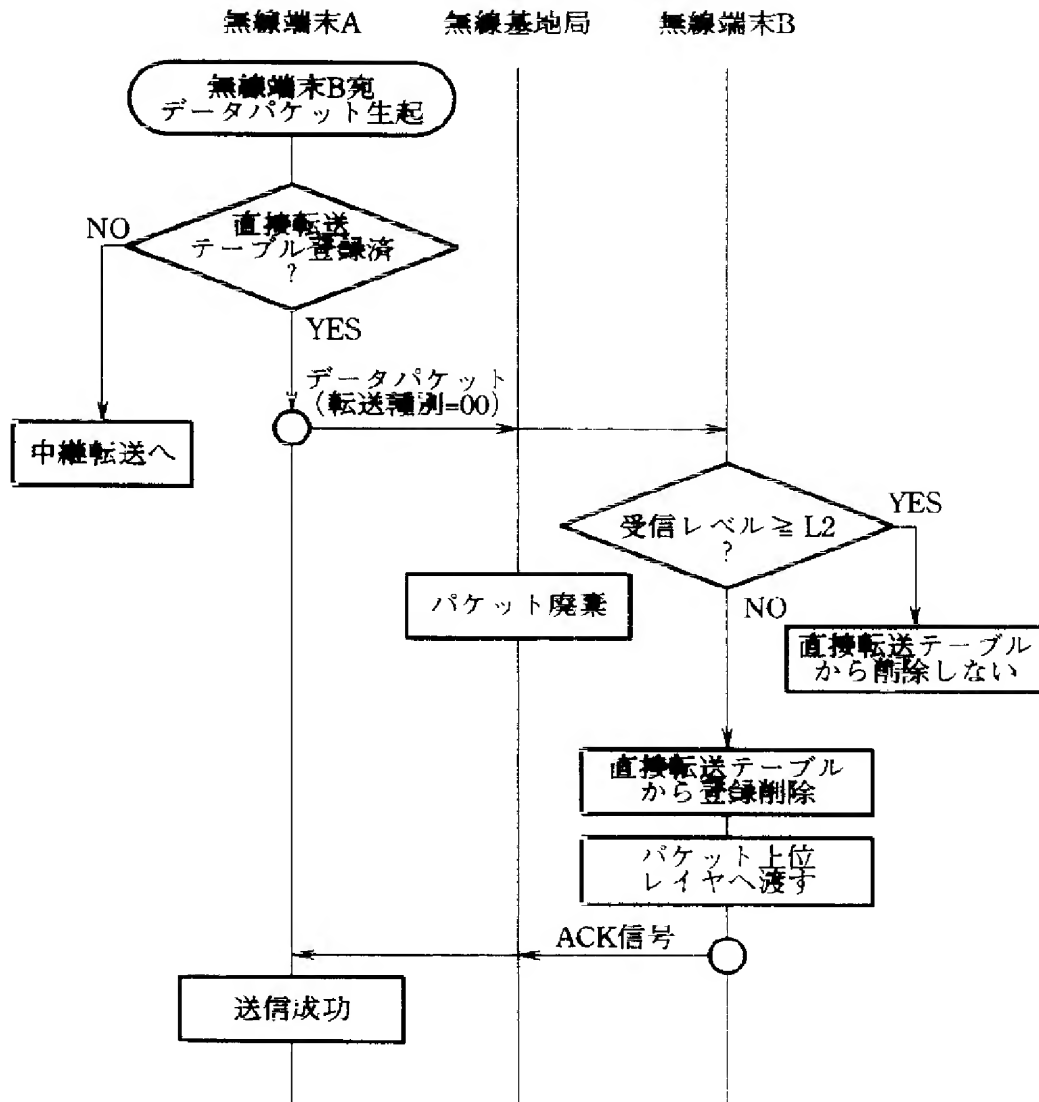 無線端末A 無線基地局 無線端末B
無線端末B宛
データパケット生起
直接転送
テーブル登録済
?
NO
YES
データパケット
(転送種別=00)
中継転送へ
受信レベル≧L2
?
YES
NO
パケット廃棄
直接転送テーブル
から削除しない
直接転送テーブル
から登録削除
パケット上位
レイヤへ渡す
ACK信号
送信成功